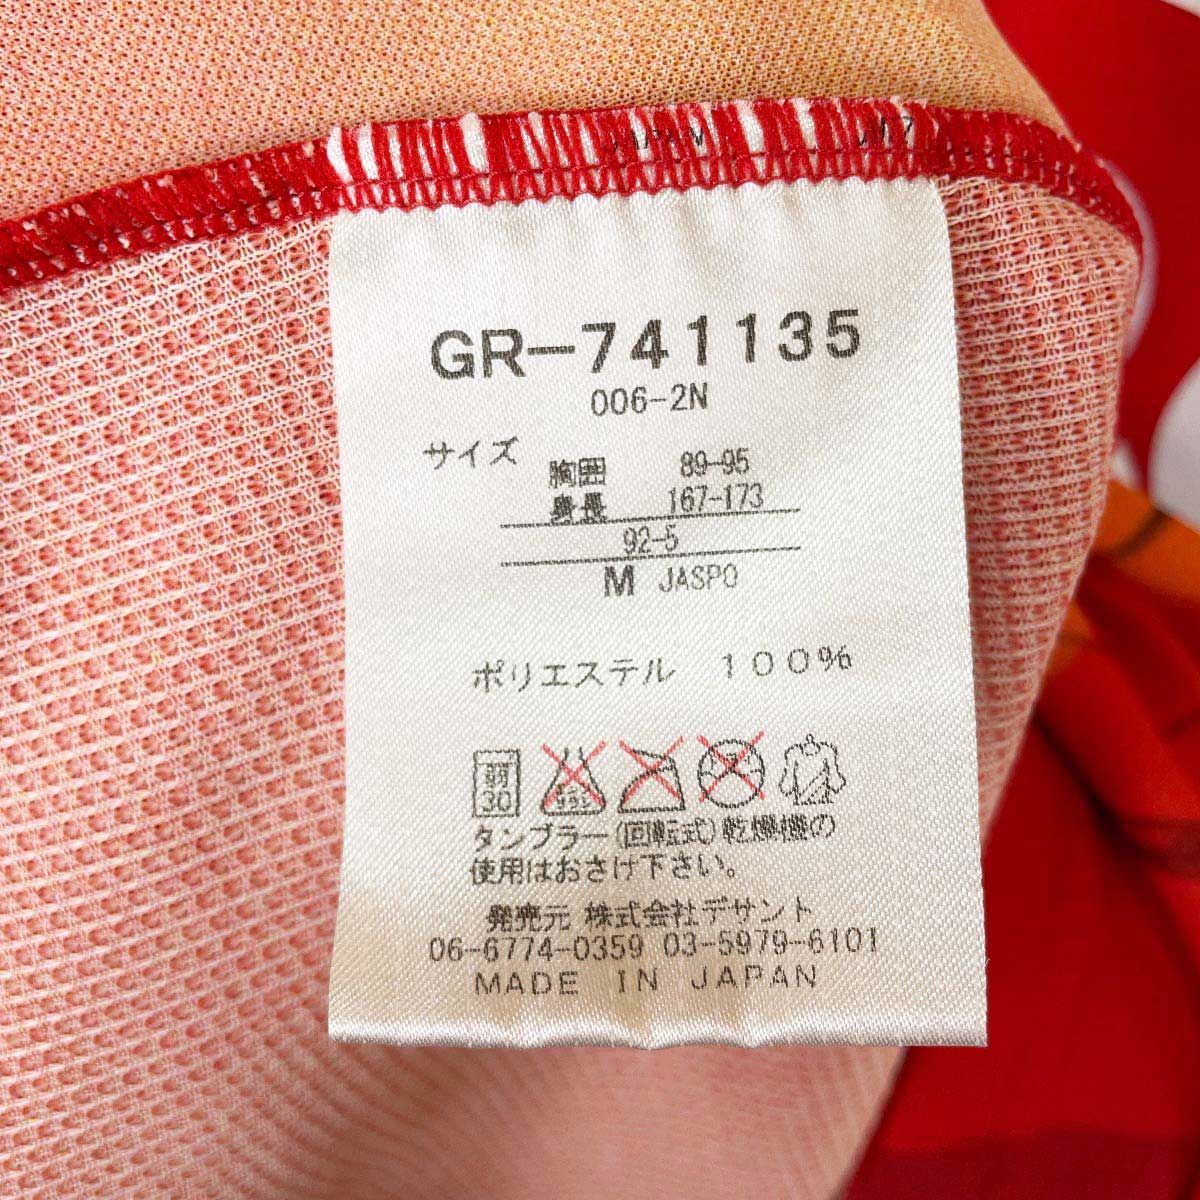 JAPAN
GR-741135
006-2N
サイズ
胸囲 89-95
身長 167-173
92-5
M JASPO
ポリエステル 100%
弱
30
タンブラー(回転式)乾燥機の
使用はおさけ下さい。
発売元 株式会社デサント
06-6774-0359 03-5979-6101
MADE IN JAPAN